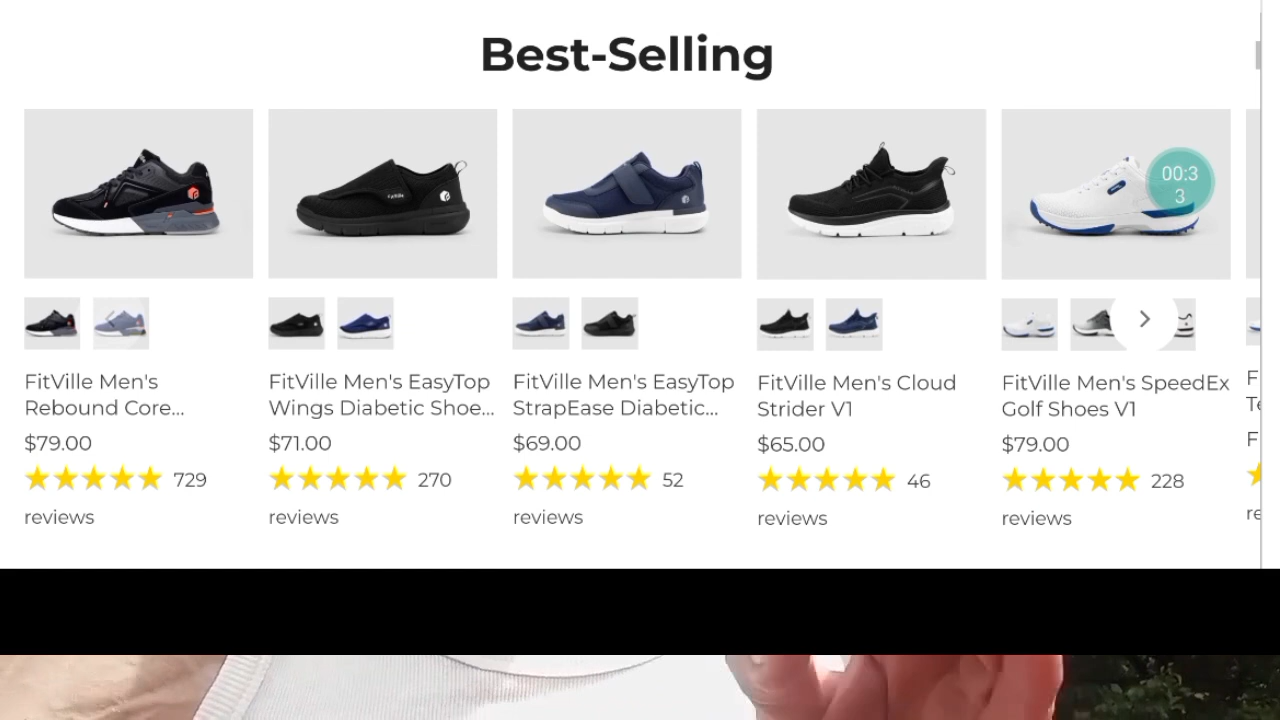 Best-Selling
00:3
3
FitVille Men's
Rebound Core...
$79.00
729
reviews
FitVille Men's EasyTop
Wings Diabetic Shoe...
$71.00
270
reviews
FitVille Men's EasyTop
StrapEase Diabetic...
$69.00
52
reviews
FitVille Men's Cloud
Strider V1
$65.00
46
reviews
FitVille Men's SpeedEx
Golf Shoes V1
$79.00
228
reviews